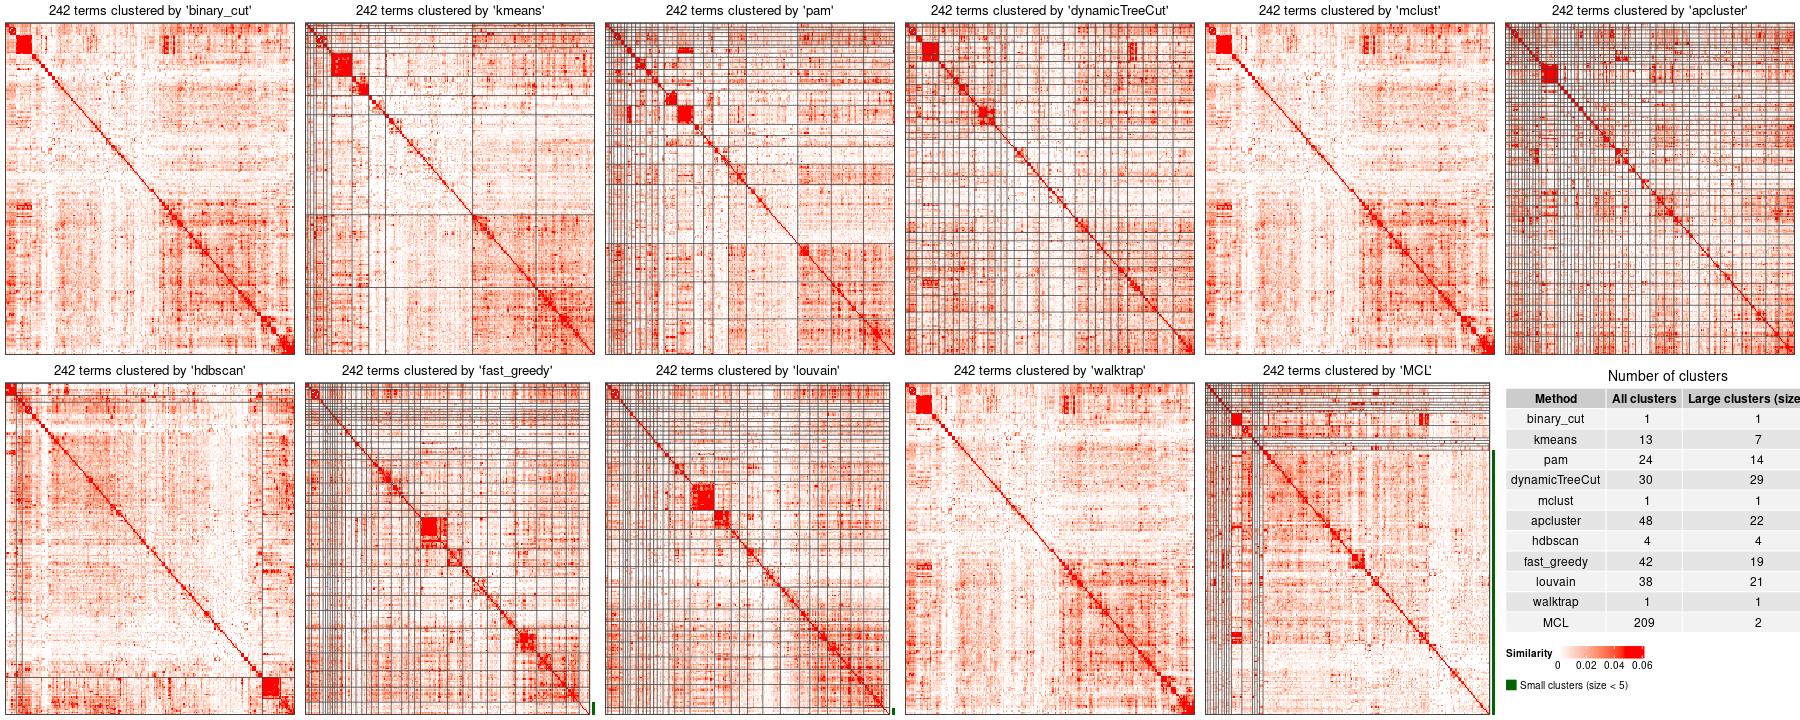 242 terms clustered by 'binary_cut'
242 terms clustered by 'kmeans'
242 terms clustered by 'pam'
242 terms clustered by 'dynamicTreeCut'
242 terms clustered by 'mclust'
242 terms clustered by 'apcluster'
242 terms clustered by 'hdbscan'
242 terms clustered by 'fast_greedy'
242 terms clustered by 'louvain'
242 terms clustered by 'walktrap'
242 terms clustered by 'MCL'
Number of clusters
Method All clusters Large clusters (size
binary_cut 1 1
kmeans 13 7
pam 24 14
dynamicTreeCut 30 29
mclust 1 1
apcluster 48 22
hdbscan 4 4
fast_greedy 42 19
louvain 38 21
walktrap 1 1
MCL 209 2
Similarity
0 0.02 0.04 0.06
Small clusters (size < 5)